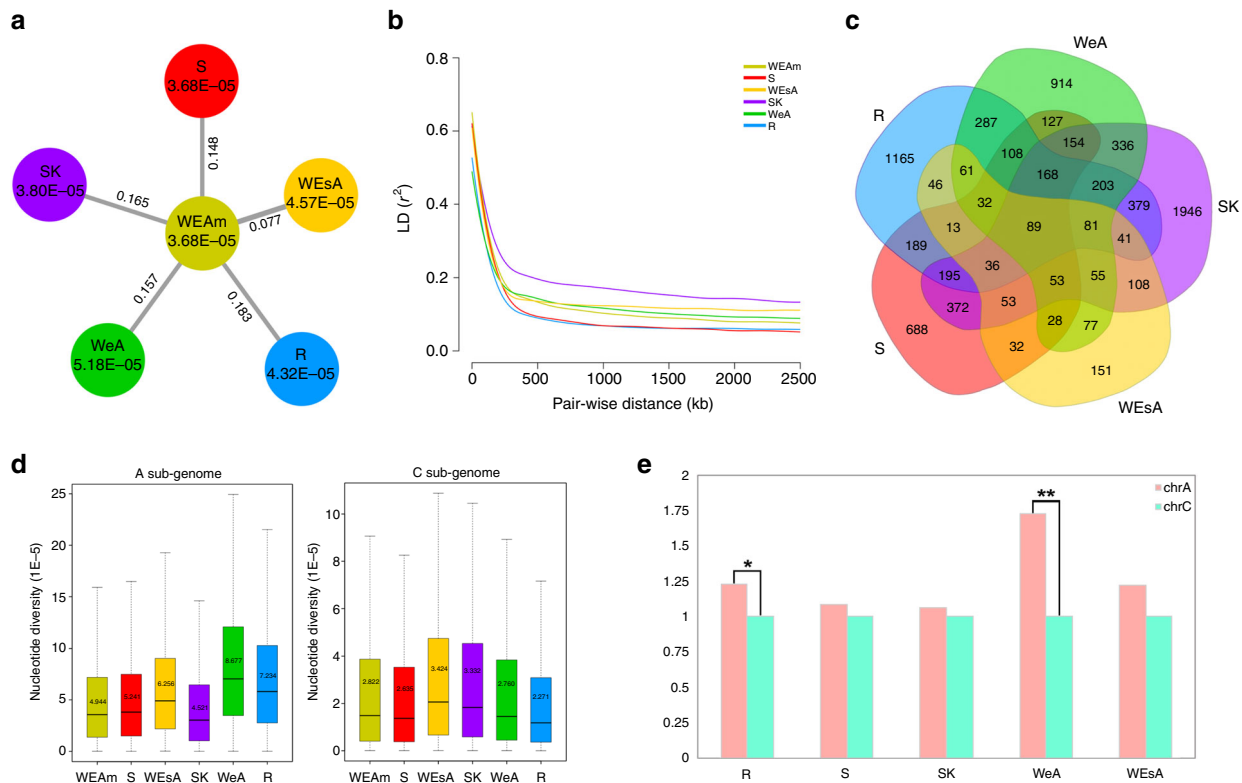 a
S
3.68E–05
0.148
SK
3.80E–05
0.165
WEsA
4.57E–05
0.077
WEAm
3.68E–05
0.157
0.183
WeA
5.18E–05
R
4.32E–05
b
LD (r²)
0.8
0.6
0.4
0.2
0.0
WEAm
S
WEsA
SK
WeA
R
0 500 1000 1500 2000 2500
Pair-wise distance (kb)
c
WeA
914
R
287
127
154
336
1165
108
168
203
46
61
32
379
1946
SK
13
89
81
41
189
36
195
53
55
108
372
53
28
77
688
32
151
S
WEsA
d
A sub-genome
Nucleotide diversity (1E–5)
25
20
15
10
5
0
4.944
5.241
6.256
4.521
8.677
7.234
WEAm S WEsA SK WeA R
C sub-genome
Nucleotide diversity (1E–5)
10
8
6
4
2
0
2.822
3.424
3.332
2.760
2.271
WEAm S WEsA SK WeA R
e
2
1.75
1.5
1.25
1
0.75
0.5
0.25
0
chrA
chrC
*
**
R S SK WeA WEsA